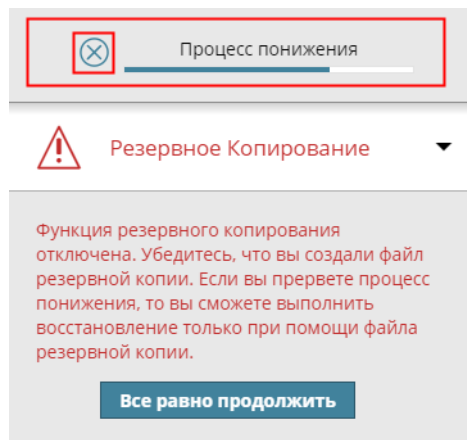 Процесс понижения
Резервное Копирование
Функция резервного копирования
отключена. Убедитесь, что вы создали файл
резервной копии. Если вы прервете процесс
понижения, то вы сможете выполнить
восстановление только при помощи файла
резервной копии.
Все равно продолжить